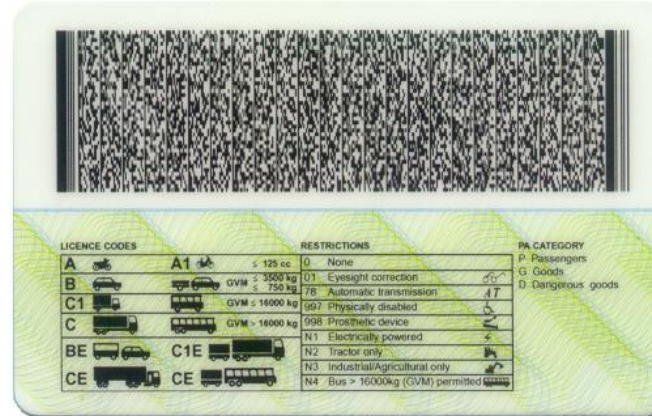 LICENCE CODES
A A1 ≤ 125 cc
B GVM ≤ 3500 kg
≤ 750 kg
C1 GVM ≤ 16000 kg
C GVM > 16000 kg
BE C1E
CE CE
RESTRICTIONS
0 None
01 Eyesight correction
78 Automatic transmission AT
997 Physically disabled
998 Prosthetic device
N1 Electrically powered
N2 Tractor only
N3 Industrial/Agricultural only
N4 Bus > 16000kg (GVM) permitted
PA CATEGORY
P Passengers
G Goods
D Dangerous goods